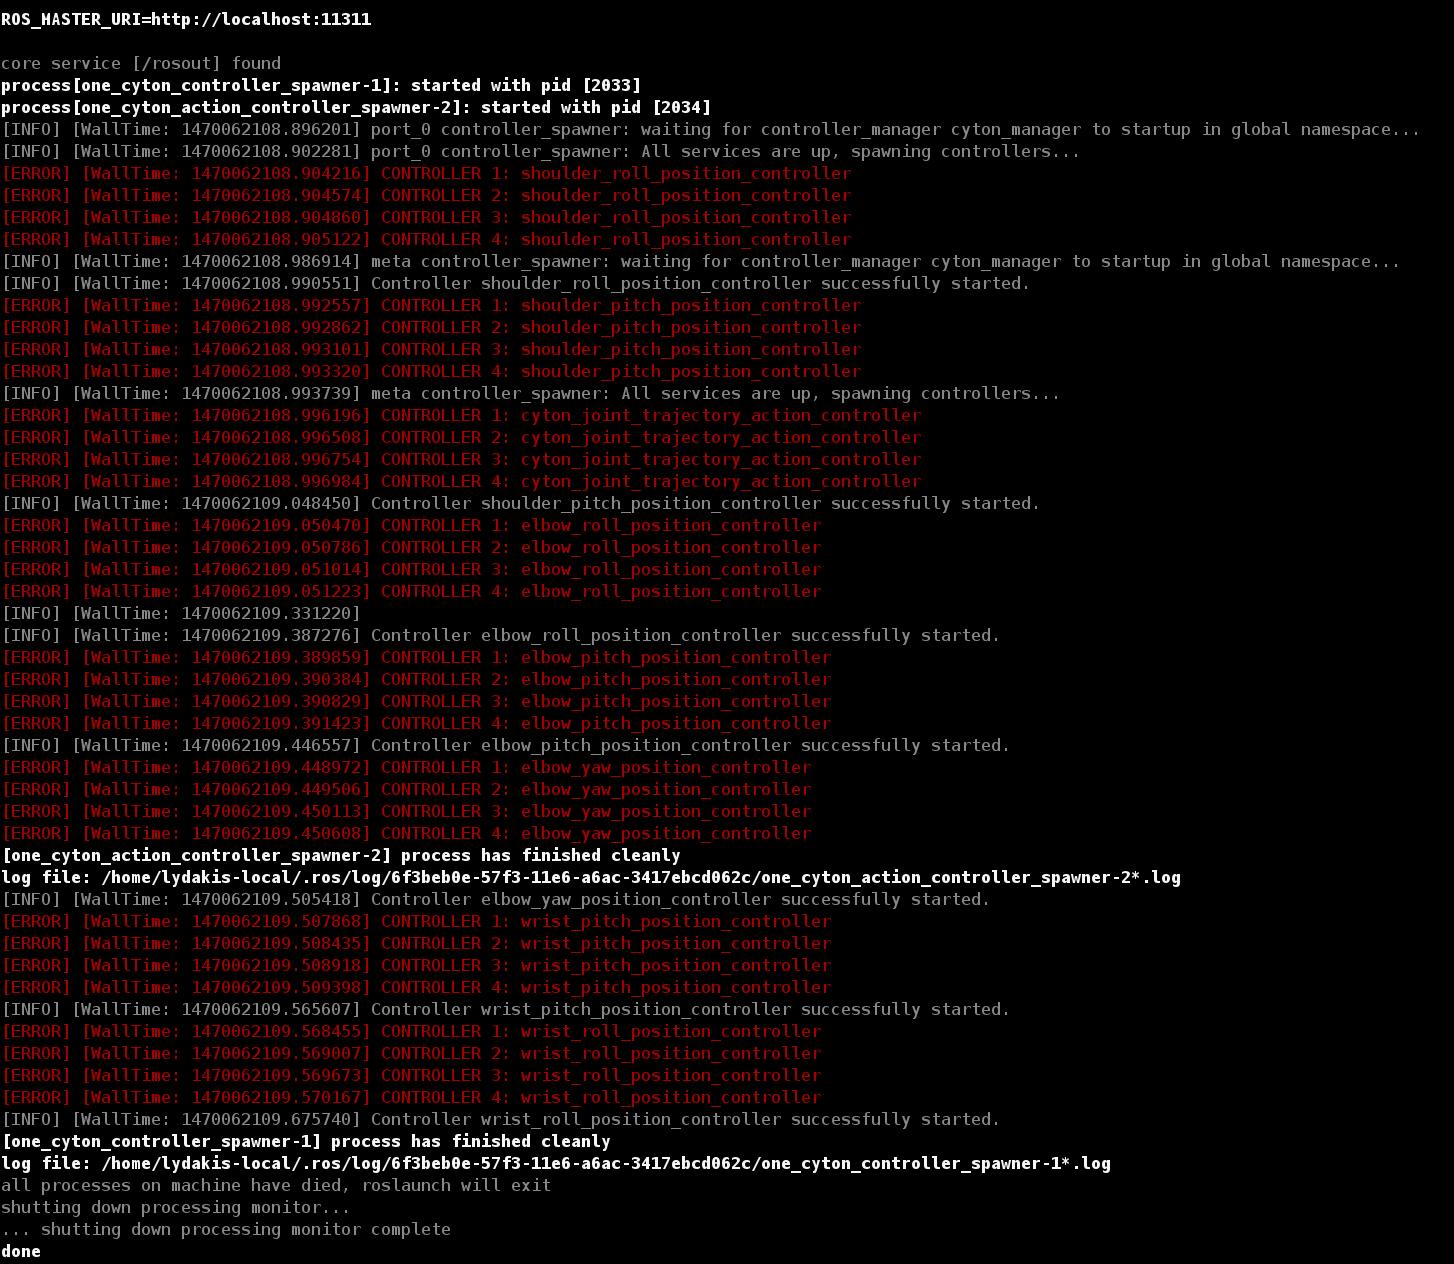 ROS_MASTER_URI=http://localhost:11311
core service [/rosout] found
process[one_cyton_controller_spawner-1]: started with pid [2033]
process[one_cyton_action_controller_spawner-2]: started with pid [2034]
[INFO] [WallTime: 1470062108.896201] port_0 controller_spawner: waiting for controller_manager cyton_manager to startup in global namespace...
[INFO] [WallTime: 1470062108.902281] port_0 controller_spawner: All services are up, spawning controllers...
[ERROR] [WallTime: 1470062108.904216] CONTROLLER 1: shoulder_roll_position_controller
[ERROR] [WallTime: 1470062108.904574] CONTROLLER 2: shoulder_roll_position_controller
[ERROR] [WallTime: 1470062108.904860] CONTROLLER 3: shoulder_roll_position_controller
[ERROR] [WallTime: 1470062108.905122] CONTROLLER 4: shoulder_roll_position_controller
[INFO] [WallTime: 1470062108.986914] meta controller_spawner: waiting for controller_manager cyton_manager to startup in global namespace...
[INFO] [WallTime: 1470062108.990551] Controller shoulder_roll_position_controller successfully started.
[ERROR] [WallTime: 1470062108.992557] CONTROLLER 1: shoulder_pitch_position_controller
[ERROR] [WallTime: 1470062108.992862] CONTROLLER 2: shoulder_pitch_position_controller
[ERROR] [WallTime: 1470062108.993101] CONTROLLER 3: shoulder_pitch_position_controller
[ERROR] [WallTime: 1470062108.993320] CONTROLLER 4: shoulder_pitch_position_controller
[INFO] [WallTime: 1470062108.993739] meta controller_spawner: All services are up, spawning controllers...
[ERROR] [WallTime: 1470062108.996196] CONTROLLER 1: cyton_joint_trajectory_action_controller
[ERROR] [WallTime: 1470062108.996508] CONTROLLER 2: cyton_joint_trajectory_action_controller
[ERROR] [WallTime: 1470062108.996754] CONTROLLER 3: cyton_joint_trajectory_action_controller
[ERROR] [WallTime: 1470062108.996984] CONTROLLER 4: cyton_joint_trajectory_action_controller
[INFO] [WallTime: 1470062109.048450] Controller shoulder_pitch_position_controller successfully started.
[ERROR] [WallTime: 1470062109.050470] CONTROLLER 1: elbow_roll_position_controller
[ERROR] [WallTime: 1470062109.050786] CONTROLLER 2: elbow_roll_position_controller
[ERROR] [WallTime: 1470062109.051014] CONTROLLER 3: elbow_roll_position_controller
[ERROR] [WallTime: 1470062109.051223] CONTROLLER 4: elbow_roll_position_controller
[INFO] [WallTime: 1470062109.331220]
[INFO] [WallTime: 1470062109.387276] Controller elbow_roll_position_controller successfully started.
[ERROR] [WallTime: 1470062109.389859] CONTROLLER 1: elbow_pitch_position_controller
[ERROR] [WallTime: 1470062109.390384] CONTROLLER 2: elbow_pitch_position_controller
[ERROR] [WallTime: 1470062109.390829] CONTROLLER 3: elbow_pitch_position_controller
[ERROR] [WallTime: 1470062109.391423] CONTROLLER 4: elbow_pitch_position_controller
[INFO] [WallTime: 1470062109.446557] Controller elbow_pitch_position_controller successfully started.
[ERROR] [WallTime: 1470062109.448972] CONTROLLER 1: elbow_yaw_position_controller
[ERROR] [WallTime: 1470062109.449506] CONTROLLER 2: elbow_yaw_position_controller
[ERROR] [WallTime: 1470062109.450113] CONTROLLER 3: elbow_yaw_position_controller
[ERROR] [WallTime: 1470062109.450608] CONTROLLER 4: elbow_yaw_position_controller
[one_cyton_action_controller_spawner-2] process has finished cleanly
log file: /home/lydakis-local/.ros/log/6f3beb0e-57f3-11e6-a6ac-3417ebcd062c/one_cyton_action_controller_spawner-2*.log
[INFO] [WallTime: 1470062109.505418] Controller elbow_yaw_position_controller successfully started.
[ERROR] [WallTime: 1470062109.507868] CONTROLLER 1: wrist_pitch_position_controller
[ERROR] [WallTime: 1470062109.508435] CONTROLLER 2: wrist_pitch_position_controller
[ERROR] [WallTime: 1470062109.508918] CONTROLLER 3: wrist_pitch_position_controller
[ERROR] [WallTime: 1470062109.509398] CONTROLLER 4: wrist_pitch_position_controller
[INFO] [WallTime: 1470062109.565607] Controller wrist_pitch_position_controller successfully started.
[ERROR] [WallTime: 1470062109.568455] CONTROLLER 1: wrist_roll_position_controller
[ERROR] [WallTime: 1470062109.569007] CONTROLLER 2: wrist_roll_position_controller
[ERROR] [WallTime: 1470062109.569673] CONTROLLER 3: wrist_roll_position_controller
[ERROR] [WallTime: 1470062109.570167] CONTROLLER 4: wrist_roll_position_controller
[INFO] [WallTime: 1470062109.675740] Controller wrist_roll_position_controller successfully started.
[one_cyton_controller_spawner-1] process has finished cleanly
log file: /home/lydakis-local/.ros/log/6f3beb0e-57f3-11e6-a6ac-3417ebcd062c/one_cyton_controller_spawner-1*.log
all processes on machine have died, roslaunch will exit
shutting down processing monitor...
... shutting down processing monitor complete
done